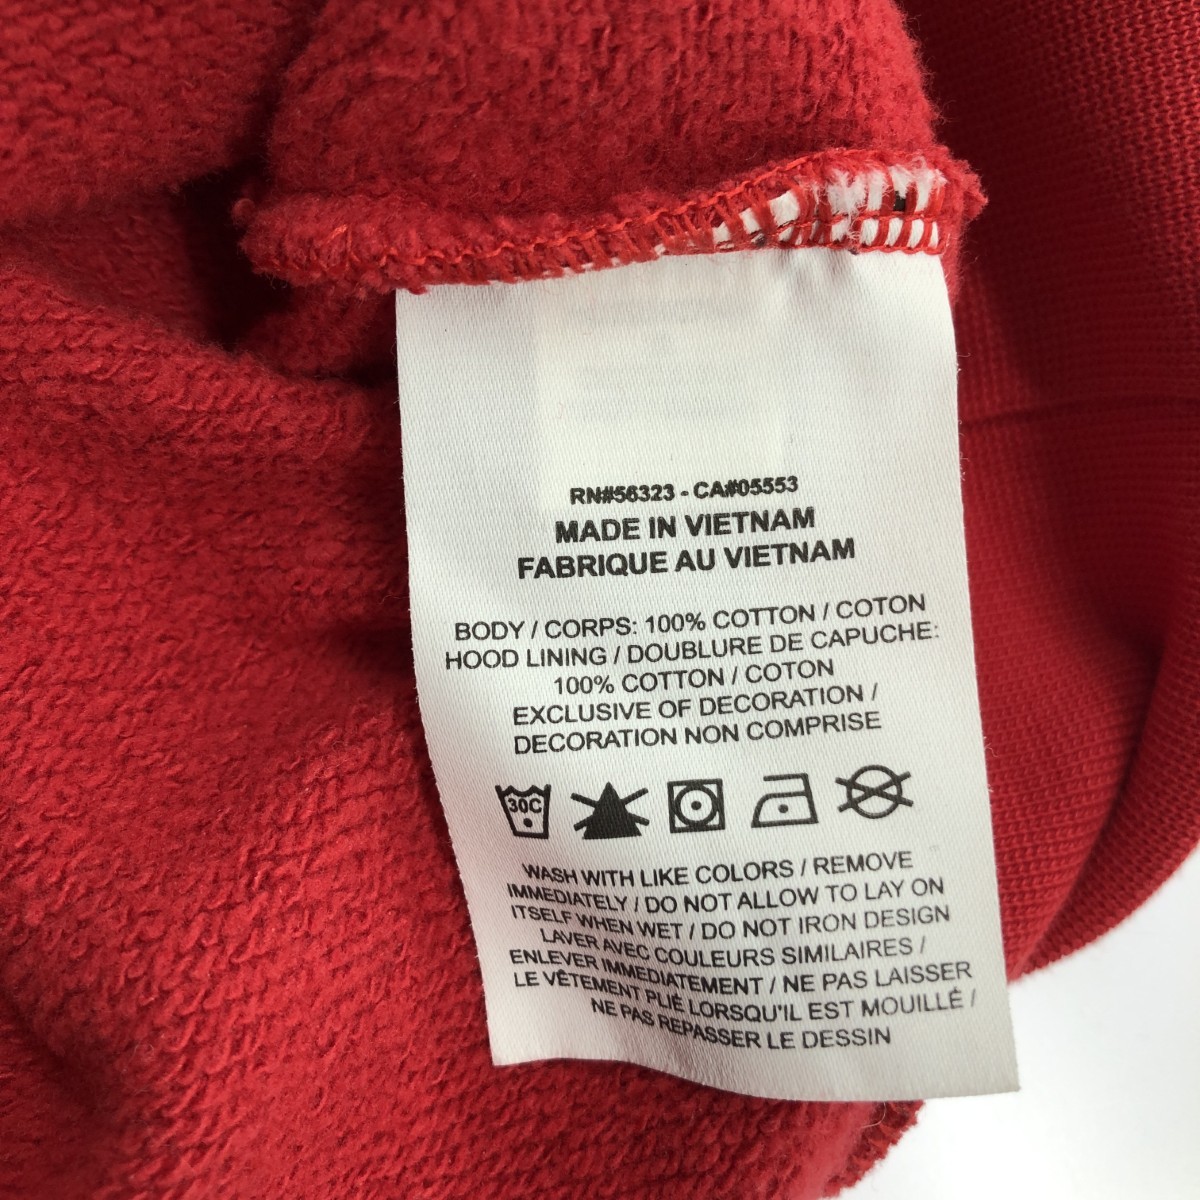 RN#56323 - CA#05553
MADE IN VIETNAM
FABRIQUE AU VIETNAM
BODY / CORPS: 100% COTTON / COTON
HOOD LINING / DOUBLURE DE CAPUCHE:
100% COTTON / COTON
EXCLUSIVE OF DECORATION /
DECORATION NON COMPRISE
30C
WASH WITH LIKE COLORS / REMOVE
IMMEDIATELY / DO NOT ALLOW TO LAY ON
ITSELF WHEN WET / DO NOT IRON DESIGN
LAVER AVEC COULEURS SIMILAIRES /
ENLEVER IMMEDIATEMENT / NE PAS LAISSER
LE VÊTEMENT PLIÉ LORSQU'IL EST MOUILLÉ /
NE PAS REPASSER LE DESSIN